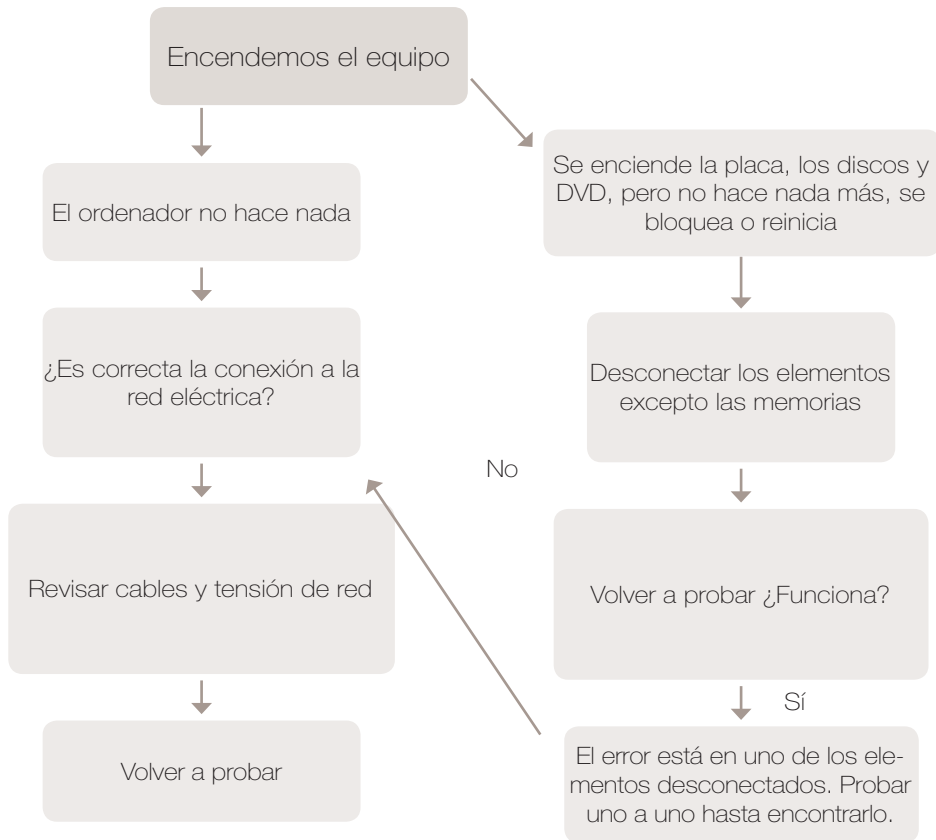 Encendemos el equipo
El ordenador no hace nada
¿Es correcta la conexión a la
red eléctrica?
Revisar cables y tensión de red
Volver a probar
Se enciende la placa, los discos y
DVD, pero no hace nada más, se
bloquea o reinicia
Desconectar los elementos
excepto las memorias
No
Volver a probar ¿Funciona?
Sí
El error está en uno de los ele-
mentos desconectados. Probar
uno a uno hasta encontrarlo.